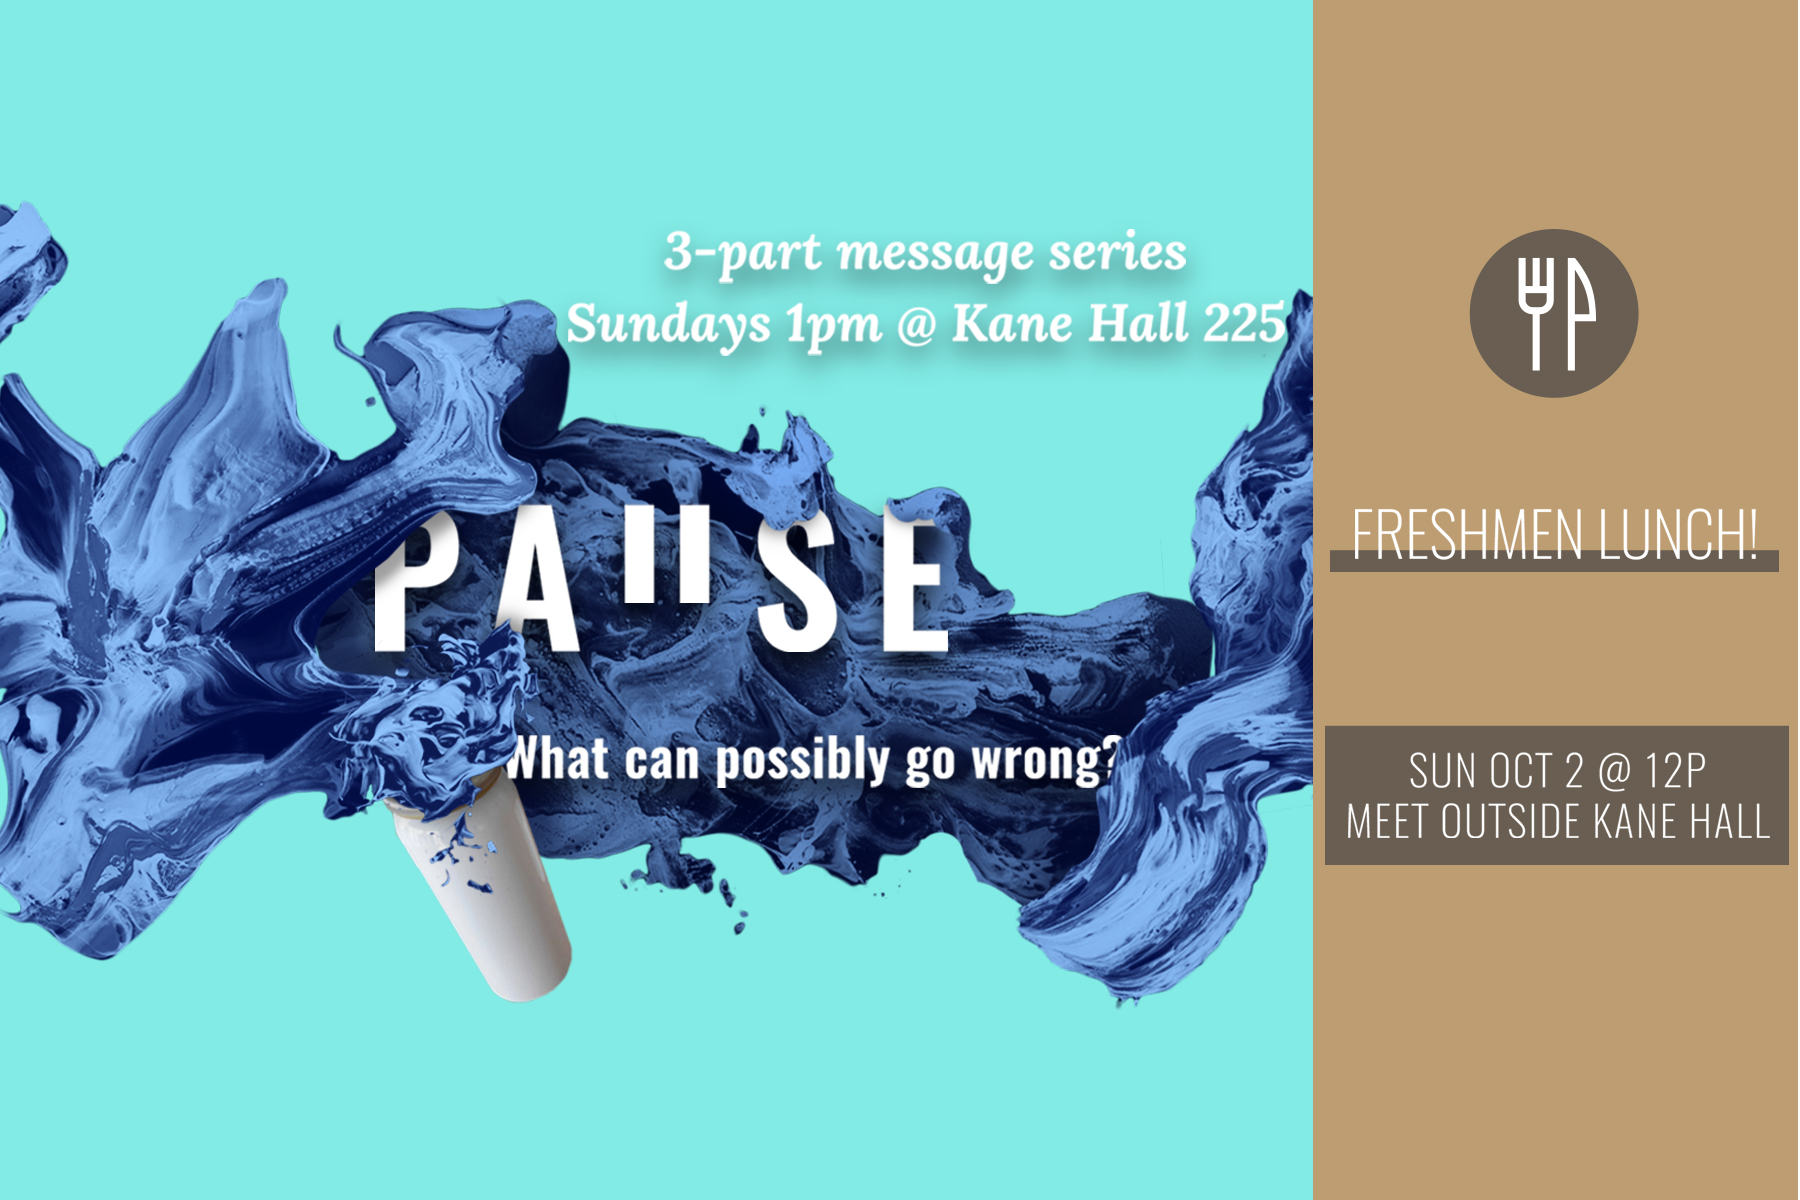 3-part message series
Sundays 1pm @ Kane Hall 225
PAUSE
What can possibly go wrong?
FRESHMEN LUNCH!
SUN OCT 2 @ 12P
MEET OUTSIDE KANE HALL